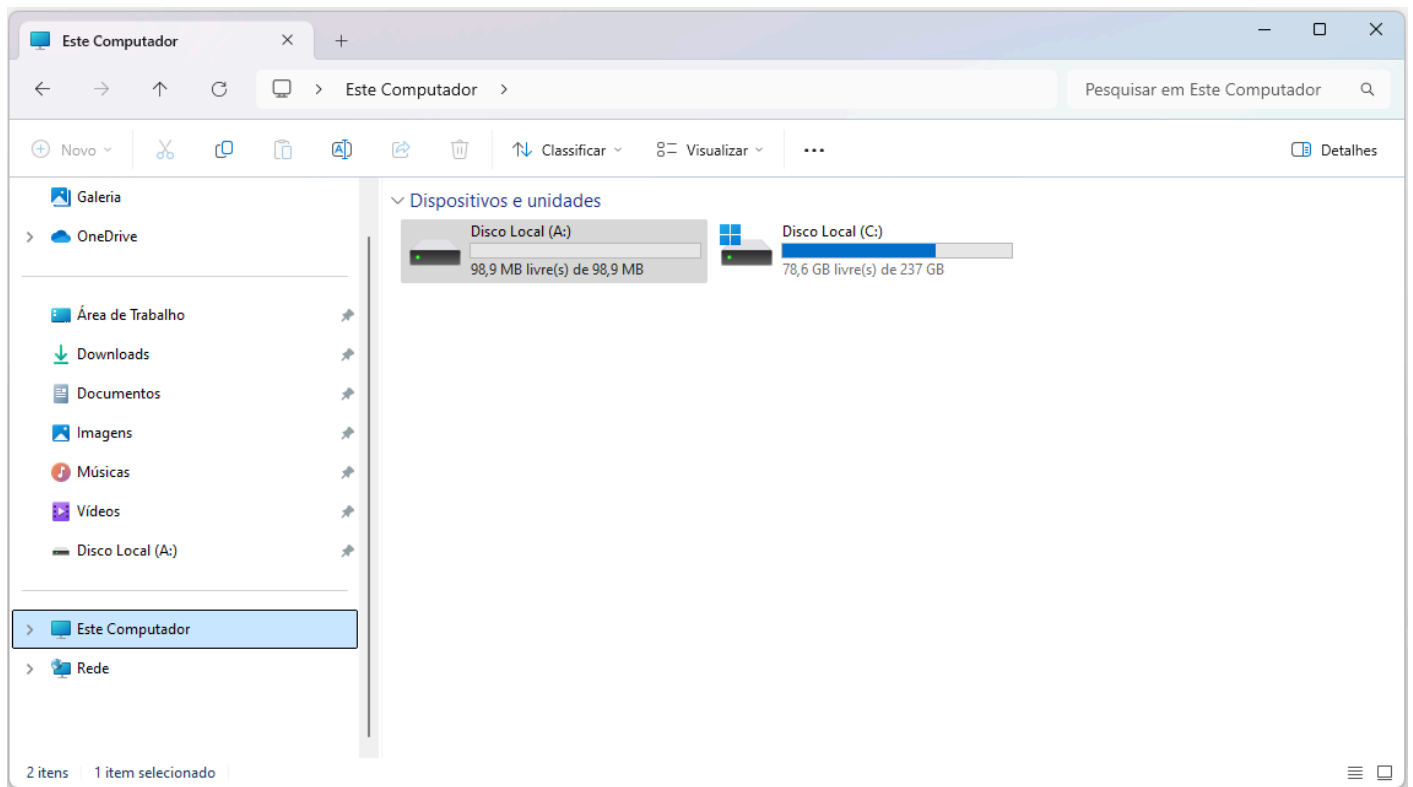 Este Computador
Este Computador
Pesquisar em Este Computador
Novo
Classificar
Visualizar
Detalhes
Galeria
OneDrive
Área de Trabalho
Downloads
Documentos
Imagens
Músicas
Vídeos
Disco Local (A:)
Este Computador
Rede
Dispositivos e unidades
Disco Local (A:)
98,9 MB livre(s) de 98,9 MB
Disco Local (C:)
78,6 GB livre(s) de 237 GB
2 itens
1 item selecionado